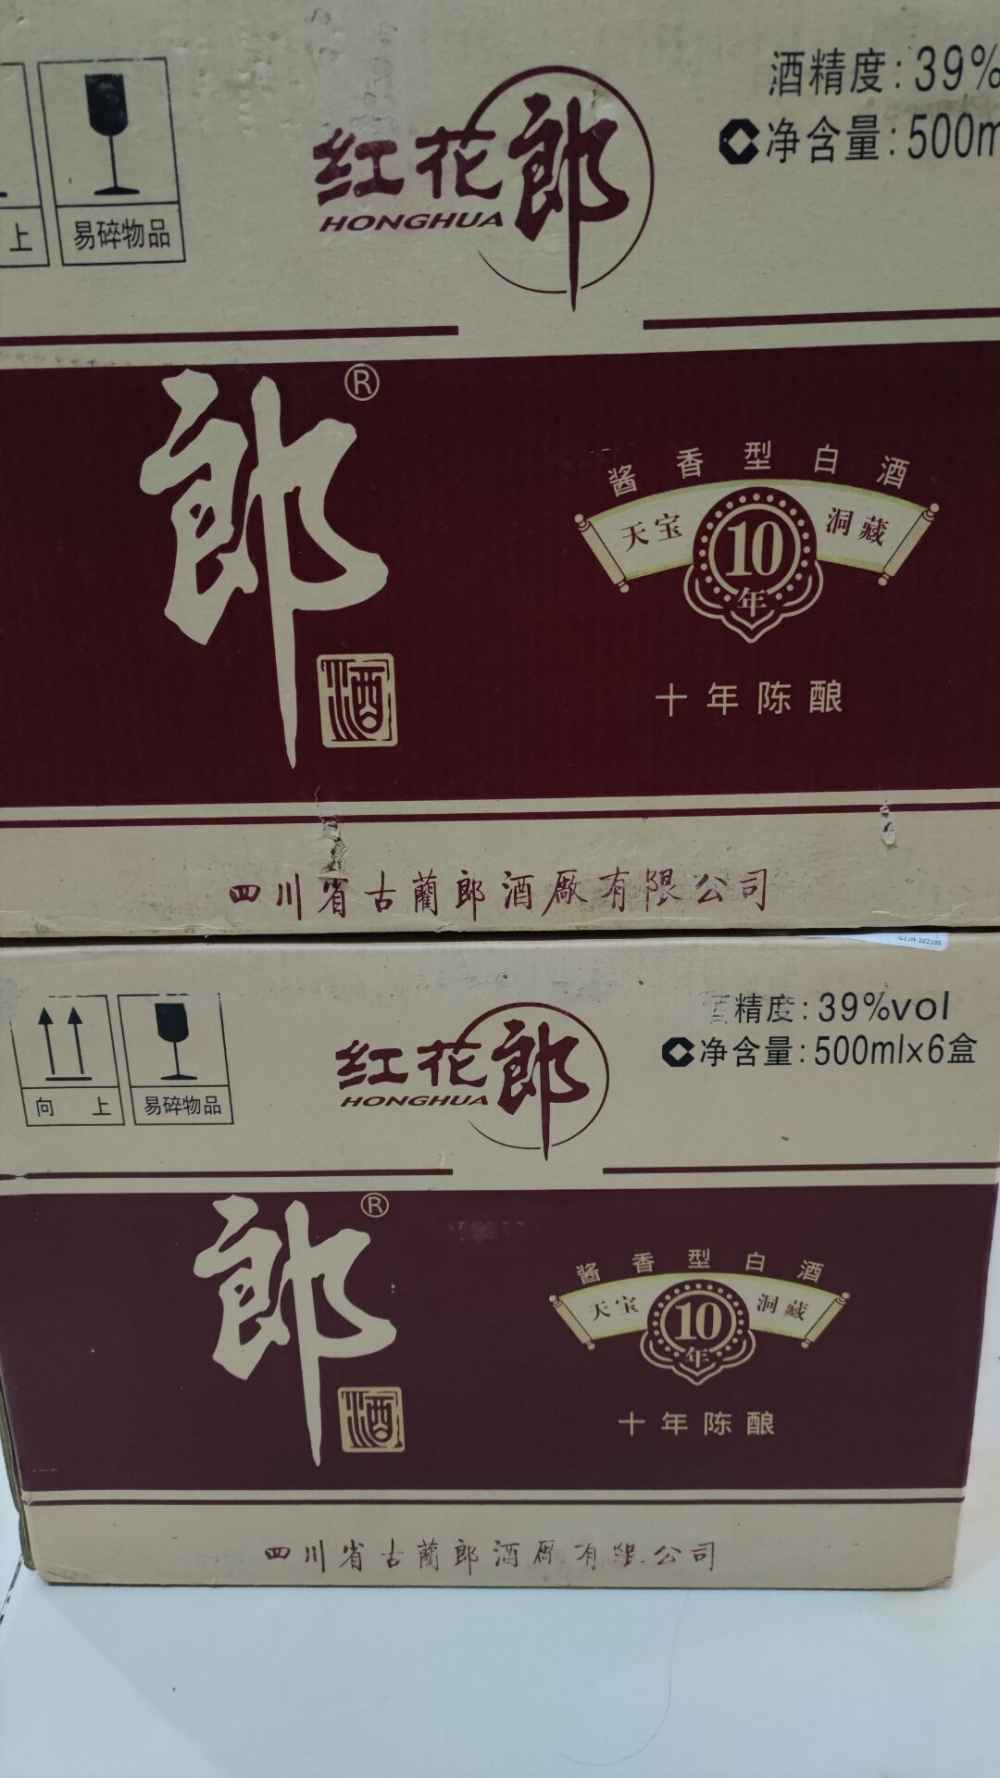 酒精度:39%
净含量:500m
上
易碎物品
红花郎
HONGHUA
郎®
酱香型白酒
天宝洞藏
10
年
酒
十年陈酿
四川省古蔺郎酒厰有限公司
精度:39%vol
净含量:500ml×6盒
向上
易碎物品
红花郎
HONGHUA
郎®
酱香型白酒
天宝洞藏
10
年
酒
十年陈酿
四川省古蔺郎酒厰有限公司